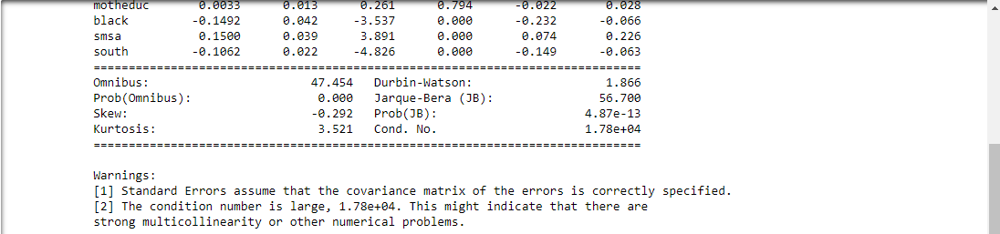 motheduc 0.0033 0.013 0.261 0.794 -0.022 0.028
black -0.1492 0.042 -3.537 0.000 -0.232 -0.066
smsa 0.1500 0.039 3.891 0.000 0.074 0.226
south -0.1062 0.022 -4.826 0.000 -0.149 -0.063
==============================================================================
Omnibus: 47.454 Durbin-Watson: 1.866
Prob(Omnibus): 0.000 Jarque-Bera (JB): 56.700
Skew: -0.292 Prob(JB): 4.87e-13
Kurtosis: 3.521 Cond. No. 1.78e+04
==============================================================================
Warnings:
[1] Standard Errors assume that the covariance matrix of the errors is correctly specified.
[2] The condition number is large, 1.78e+04. This might indicate that there are
strong multicollinearity or other numerical problems.